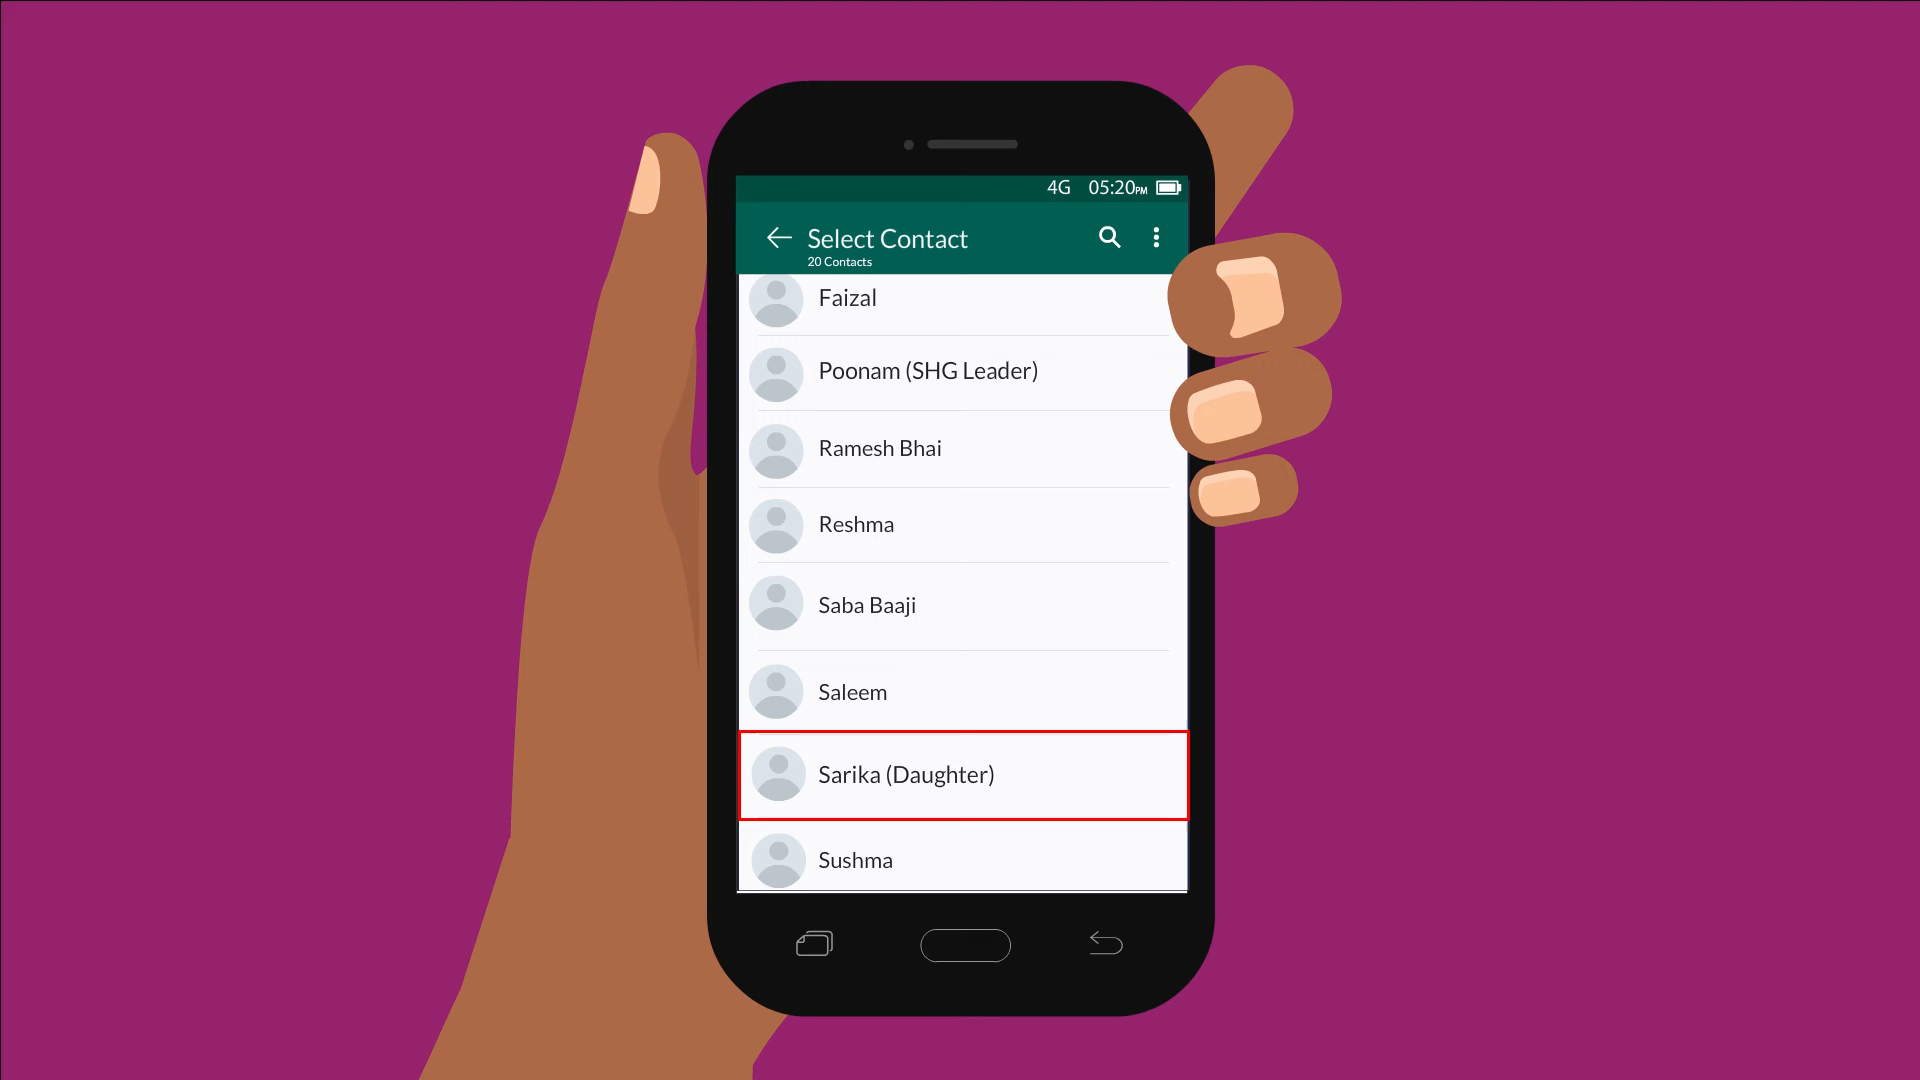 4G 05:20PM
Select Contact
20 Contacts
Faizal
Poonam (SHG Leader)
Ramesh Bhai
Reshma
Saba Baaji
Saleem
Sarika (Daughter)
Sushma